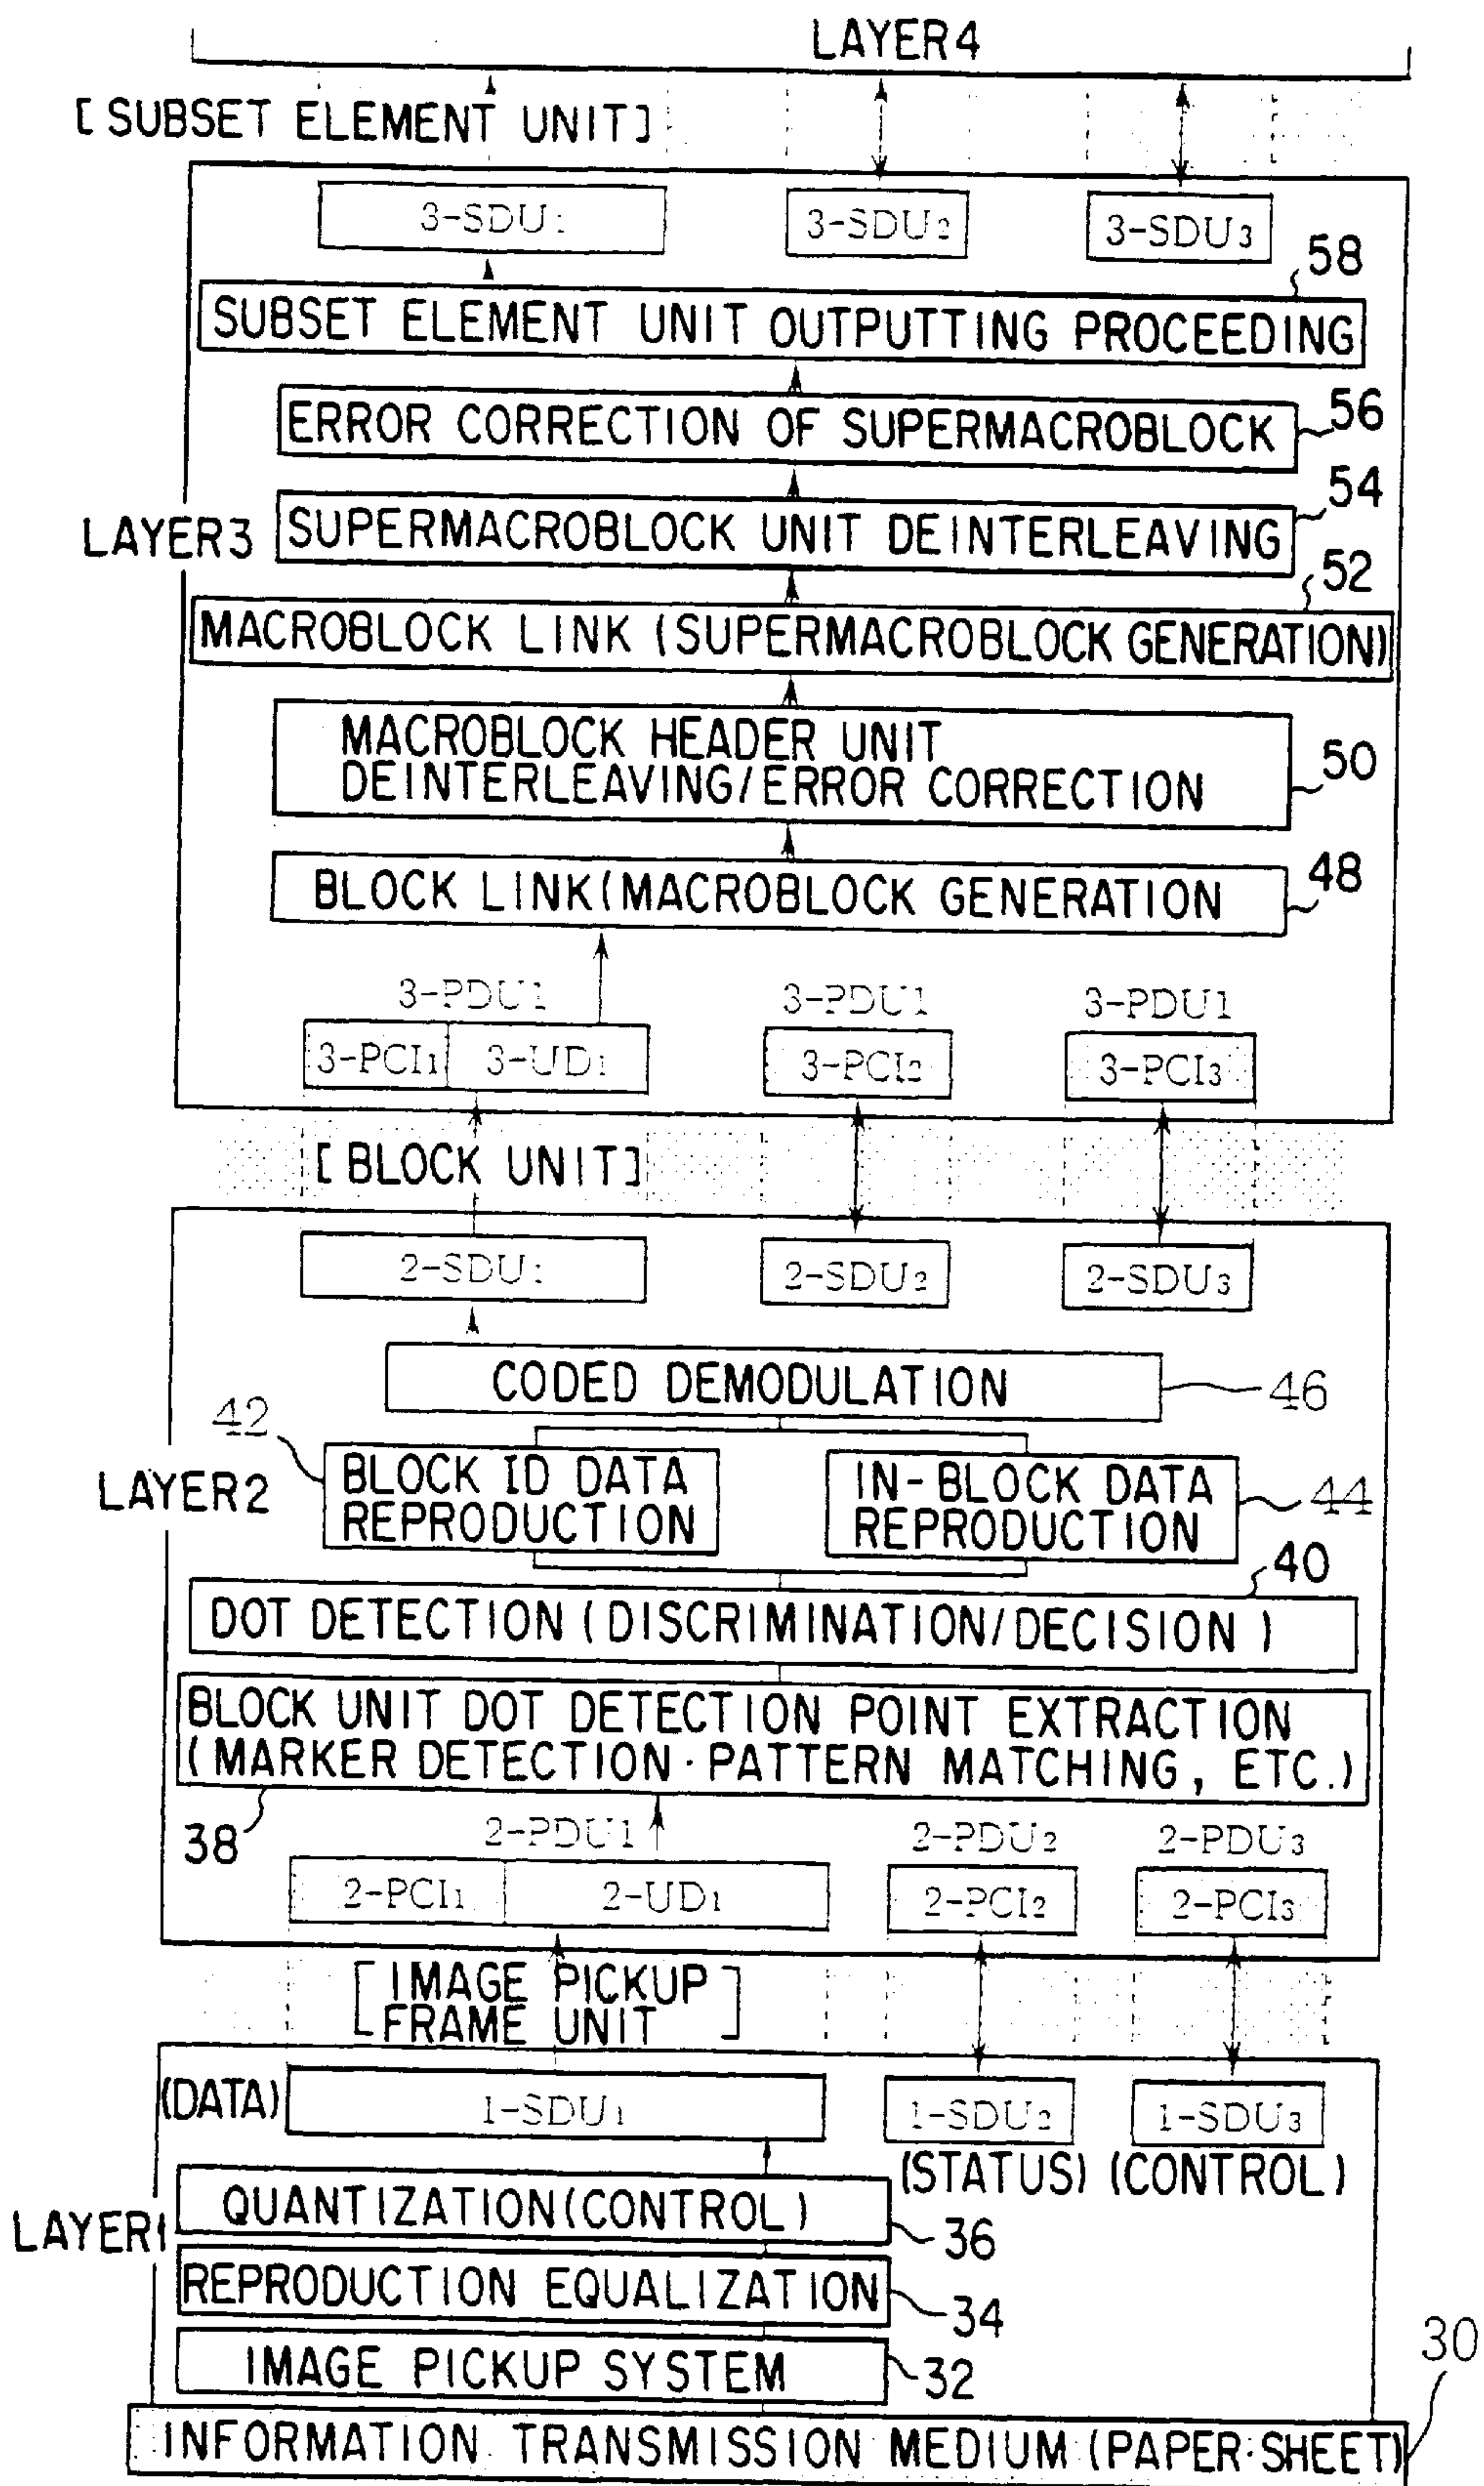 LAYER4
[SUBSET ELEMENT UNIT]
3-SDU1
3-SDU2
3-SDU3
58
SUBSET ELEMENT UNIT OUTPUTTING PROCEEDING
ERROR CORRECTION OF SUPERMACROBLOCK
56
54
LAYER3
SUPERMACROBLOCK UNIT DEINTERLEAVING
52
MACROBLOCK LINK (SUPERMACROBLOCK GENERATION)
MACROBLOCK HEADER UNIT
DEINTERLEAVING/ERROR CORRECTION
50
BLOCK LINK(MACROBLOCK GENERATION
48
3-PDU1
3-PDU1
3-PDU1
3-PCI1
3-UD1
3-PCI2
3-PCI3
[BLOCK UNIT]
2-SDU1
2-SDU2
2-SDU3
CODED DEMODULATION
46
42
LAYER2
BLOCK ID DATA
REPRODUCTION
IN-BLOCK DATA
REPRODUCTION
44
40
DOT DETECTION (DISCRIMINATION/DECISION)
BLOCK UNIT DOT DETECTION POINT EXTRACTION
(MARKER DETECTION·PATTERN MATCHING, ETC.)
38
2-PDU1
2-PDU2
2-PDU3
2-PCI1
2-UD1
2-PCI2
2-PCI3
[IMAGE PICKUP
FRAME UNIT]
(DATA)
1-SDU1
1-SDU2
1-SDU3
(STATUS) (CONTROL)
LAYER1
QUANTIZATION(CONTROL)
36
REPRODUCTION EQUALIZATION
34
IMAGE PICKUP SYSTEM
32
30
INFORMATION TRANSMISSION MEDIUM (PAPER·SHEET)